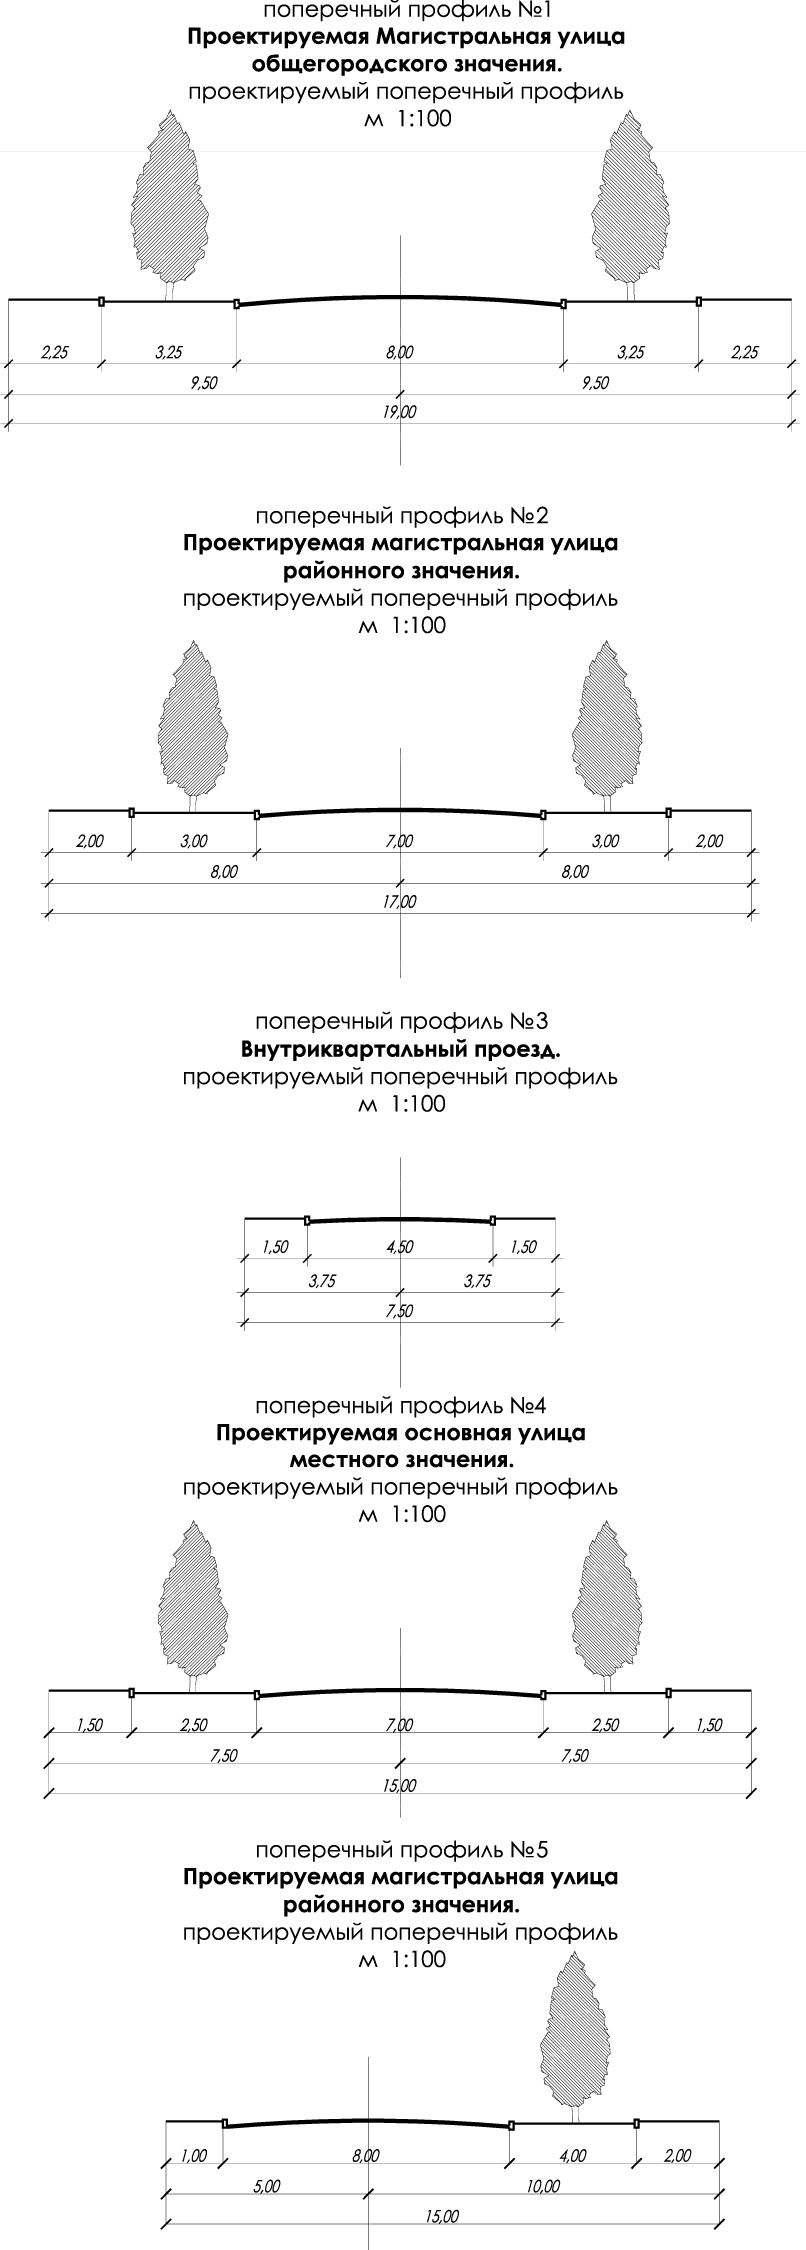 поперечный профиль №1
Проектируемая Магистральная улица
общегородского значения.
проектируемый поперечный профиль
м 1:100
2,25 3,25 8,00 3,25 2,25
9,50 9,50
19,00
поперечный профиль №2
Проектируемая магистральная улица
районного значения.
проектируемый поперечный профиль
м 1:100
2,00 3,00 7,00 3,00 2,00
8,00 8,00
17,00
поперечный профиль №3
Внутриквартальный проезд.
проектируемый поперечный профиль
м 1:100
1,50 4,50 1,50
3,75 3,75
7,50
поперечный профиль №4
Проектируемая основная улица
местного значения.
проектируемый поперечный профиль
м 1:100
1,50 2,50 7,00 2,50 1,50
7,50 7,50
15,00
поперечный профиль №5
Проектируемая магистральная улица
районного значения.
проектируемый поперечный профиль
м 1:100
1,00 8,00 4,00 2,00
5,00 10,00
15,00